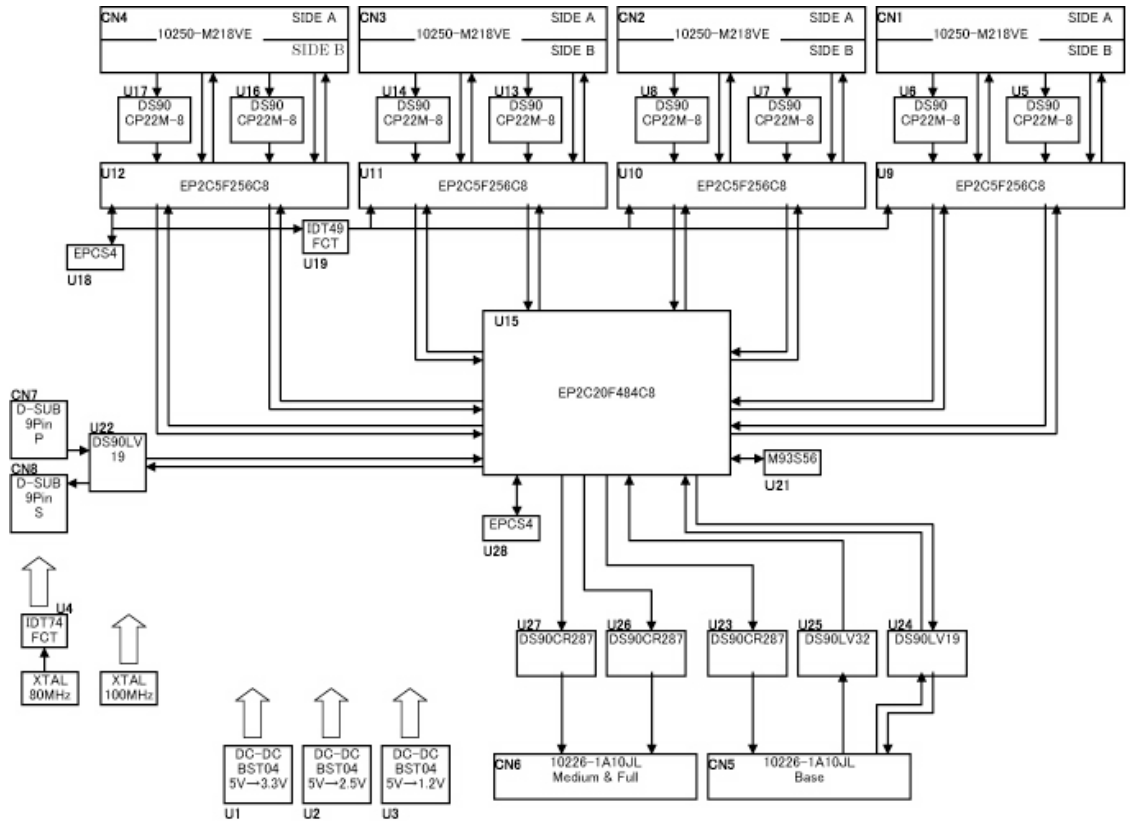 CN4 SIDE A
10250-M218VE
SIDE B
CN3 SIDE A
10250-M218VE
SIDE B
CN2 SIDE A
10250-M218VE
SIDE B
CN1 SIDE A
10250-M218VE
SIDE B
U17
DS90
CP22M-8
U16
DS90
CP22M-8
U14
DS90
CP22M-8
U13
DS90
CP22M-8
U8
DS90
CP22M-8
U7
DS90
CP22M-8
U6
DS90
CP22M-8
U5
DS90
CP22M-8
U12
EP2C5F256C8
U11
EP2C5F256C8
U10
EP2C5F256C8
U9
EP2C5F256C8
EPCS4
U18
IDT49
FCT
U19
U15
EP2C20F484C8
CN7
D-SUB
9Pin
P
U22
DS90LV
19
CN8
D-SUB
9Pin
S
M93S56
U21
EPCS4
U28
U4
IDT74
FCT
XTAL
80MHz
XTAL
100MHz
U27
DS90CR287
U26
DS90CR287
U23
DS90CR287
U25
DS90LV32
U24
DS90LV19
DC-DC
BST04
5V→3.3V
U1
DC-DC
BST04
5V→2.5V
U2
DC-DC
BST04
5V→1.2V
U3
CN6 10226-1A10JL
Medium & Full
CN5 10226-1A10JL
Base